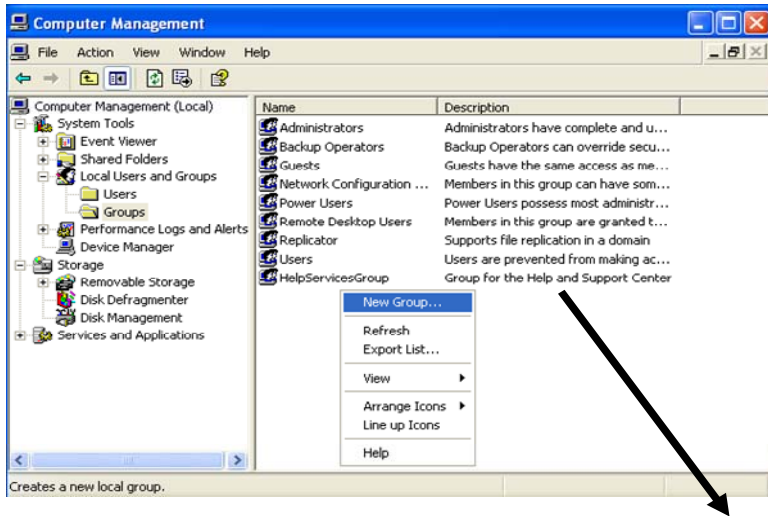 Computer Management
File Action View Window Help
Computer Management (Local)
System Tools
Event Viewer
Shared Folders
Local Users and Groups
Users
Groups
Performance Logs and Alerts
Device Manager
Storage
Removable Storage
Disk Defragmenter
Disk Management
Services and Applications
Name Description
Administrators Administrators have complete and u...
Backup Operators Backup Operators can override secu...
Guests Guests have the same access as me...
Network Configuration ... Members in this group can have som...
Power Users Power Users possess most administr...
Remote Desktop Users Members in this group are granted t...
Replicator Supports file replication in a domain
Users Users are prevented from making ac...
HelpServicesGroup Group for the Help and Support Center
New Group...
Refresh
Export List...
View
Arrange Icons
Line up Icons
Help
Creates a new local group.